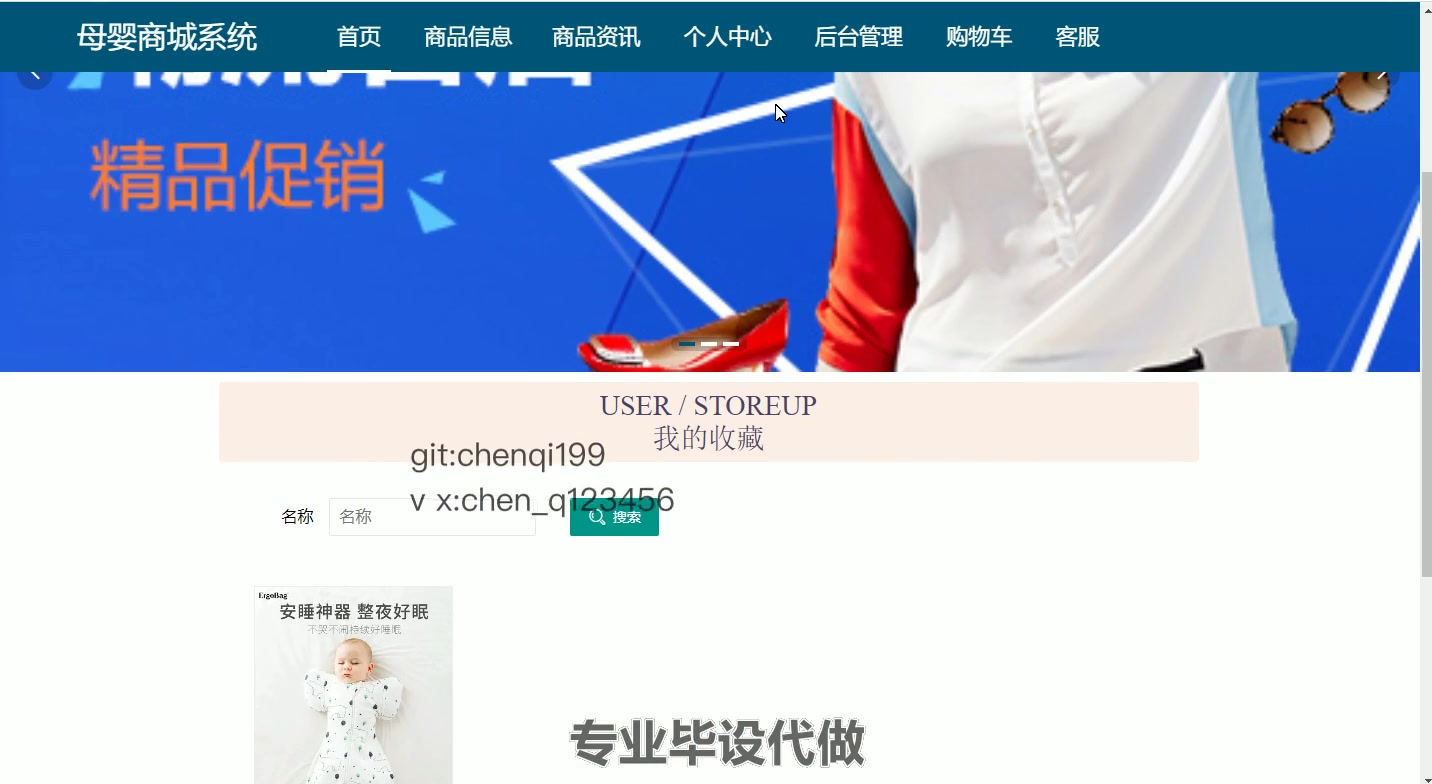 母婴商城系统 首页 商品信息 商品资讯 个人中心 后台管理 购物车 客服
精品促销
USER / STOREUP
我的收藏
git:chenqi199
v x:chen_q123456
名称 名称 搜索
ErgoBag
安睡神器 整夜好眠
不哭不闹持续好睡眠
专业毕设代做